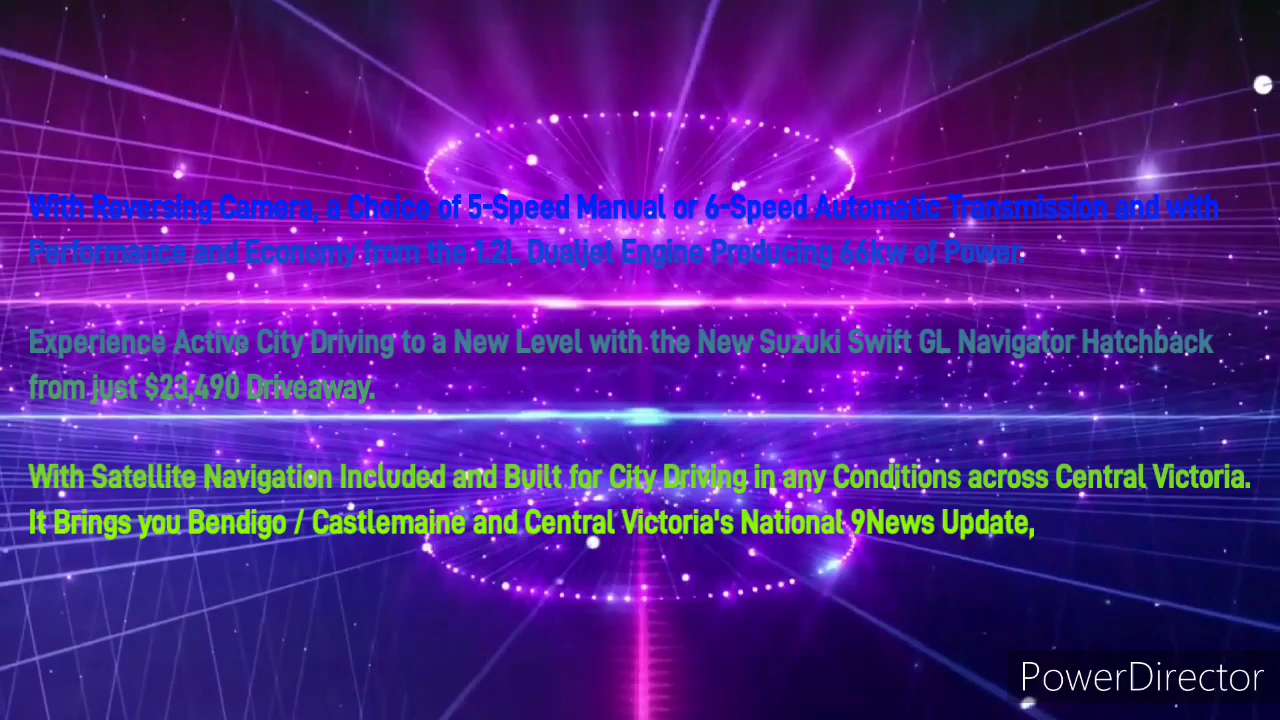 With Reversing Camera, a Choice of 5-Speed Manual or 6-Speed Automatic Transmission and with
Performance and Economy from the 1.2L Dualjet Engine Producing 66kw of Power.
Experience Active City Driving to a New Level with the New Suzuki Swift GL Navigator Hatchback
from just $23,490 Driveaway.
With Satellite Navigation Included and Built for City Driving in any Conditions across Central Victoria.
It Brings you Bendigo / Castlemaine and Central Victoria's National 9News Update,
PowerDirector